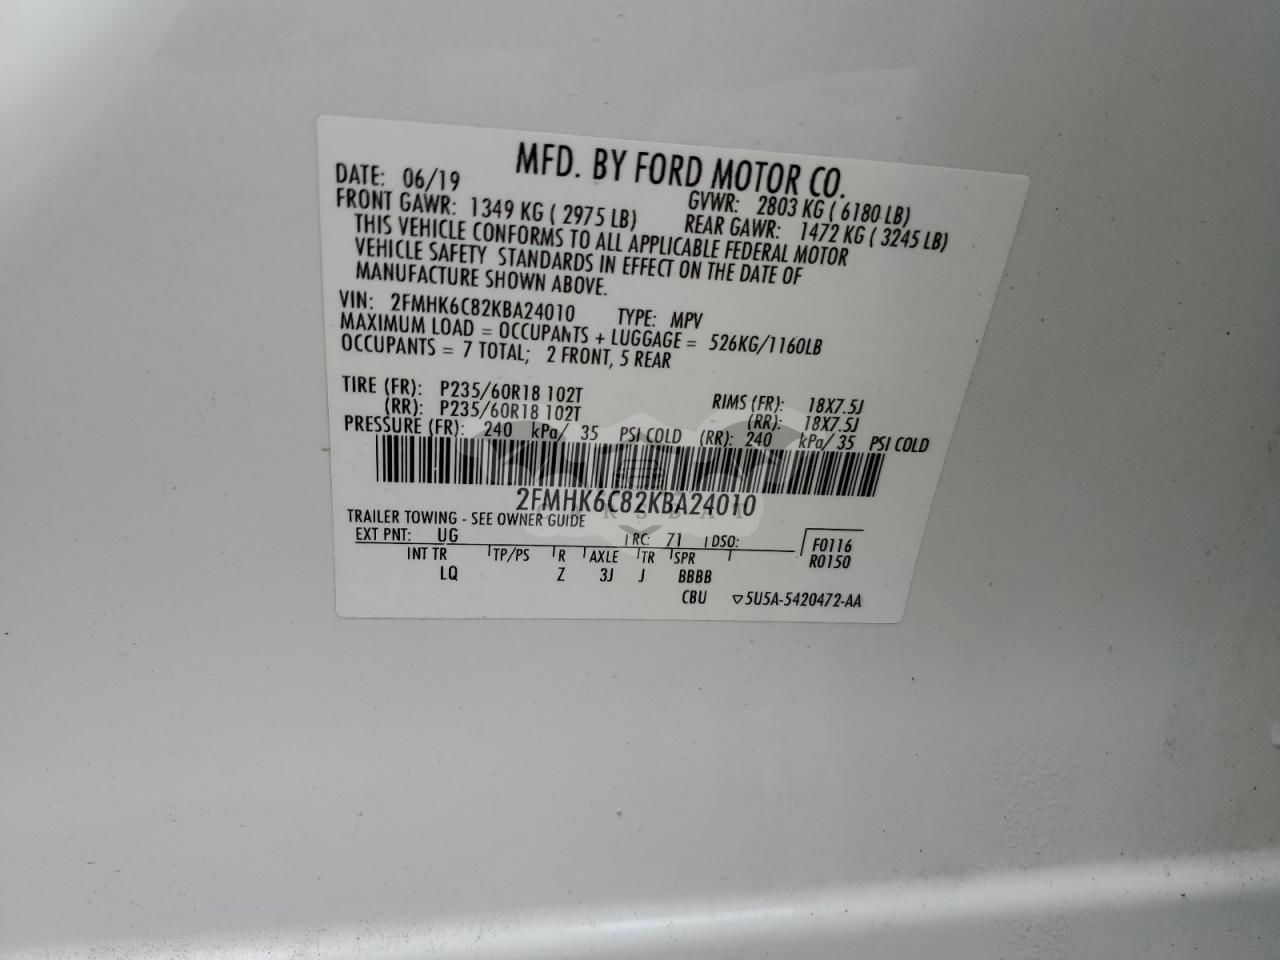 MFD. BY FORD MOTOR CO.
DATE: 06/19 GVWR: 2803 KG ( 6180 LB)
FRONT GAWR: 1349 KG ( 2975 LB) REAR GAWR: 1472 KG ( 3245 LB)
THIS VEHICLE CONFORMS TO ALL APPLICABLE FEDERAL MOTOR
VEHICLE SAFETY STANDARDS IN EFFECT ON THE DATE OF
MANUFACTURE SHOWN ABOVE.
VIN: 2FMHK6C82KBA24010 TYPE: MPV
MAXIMUM LOAD = OCCUPANTS + LUGGAGE = 526KG/1160LB
OCCUPANTS = 7 TOTAL; 2 FRONT, 5 REAR
TIRE (FR): P235/60R18 102T RIMS (FR): 18X7.5J
(RR): P235/60R18 102T (RR): 18X7.5J
PRESSURE (FR): 240 kPa/ 35 PSI COLD (RR): 240 kPa/ 35 PSI COLD
2FMHK6C82KBA24010
TRAILER TOWING - SEE OWNER GUIDE
EXT PNT: UG RC: 71 DSO: F0116
INT TR TP/PS R AXLE TR SPR R0150
LQ Z 3J J BBBB
CBU ▽5U5A-5420472-AA